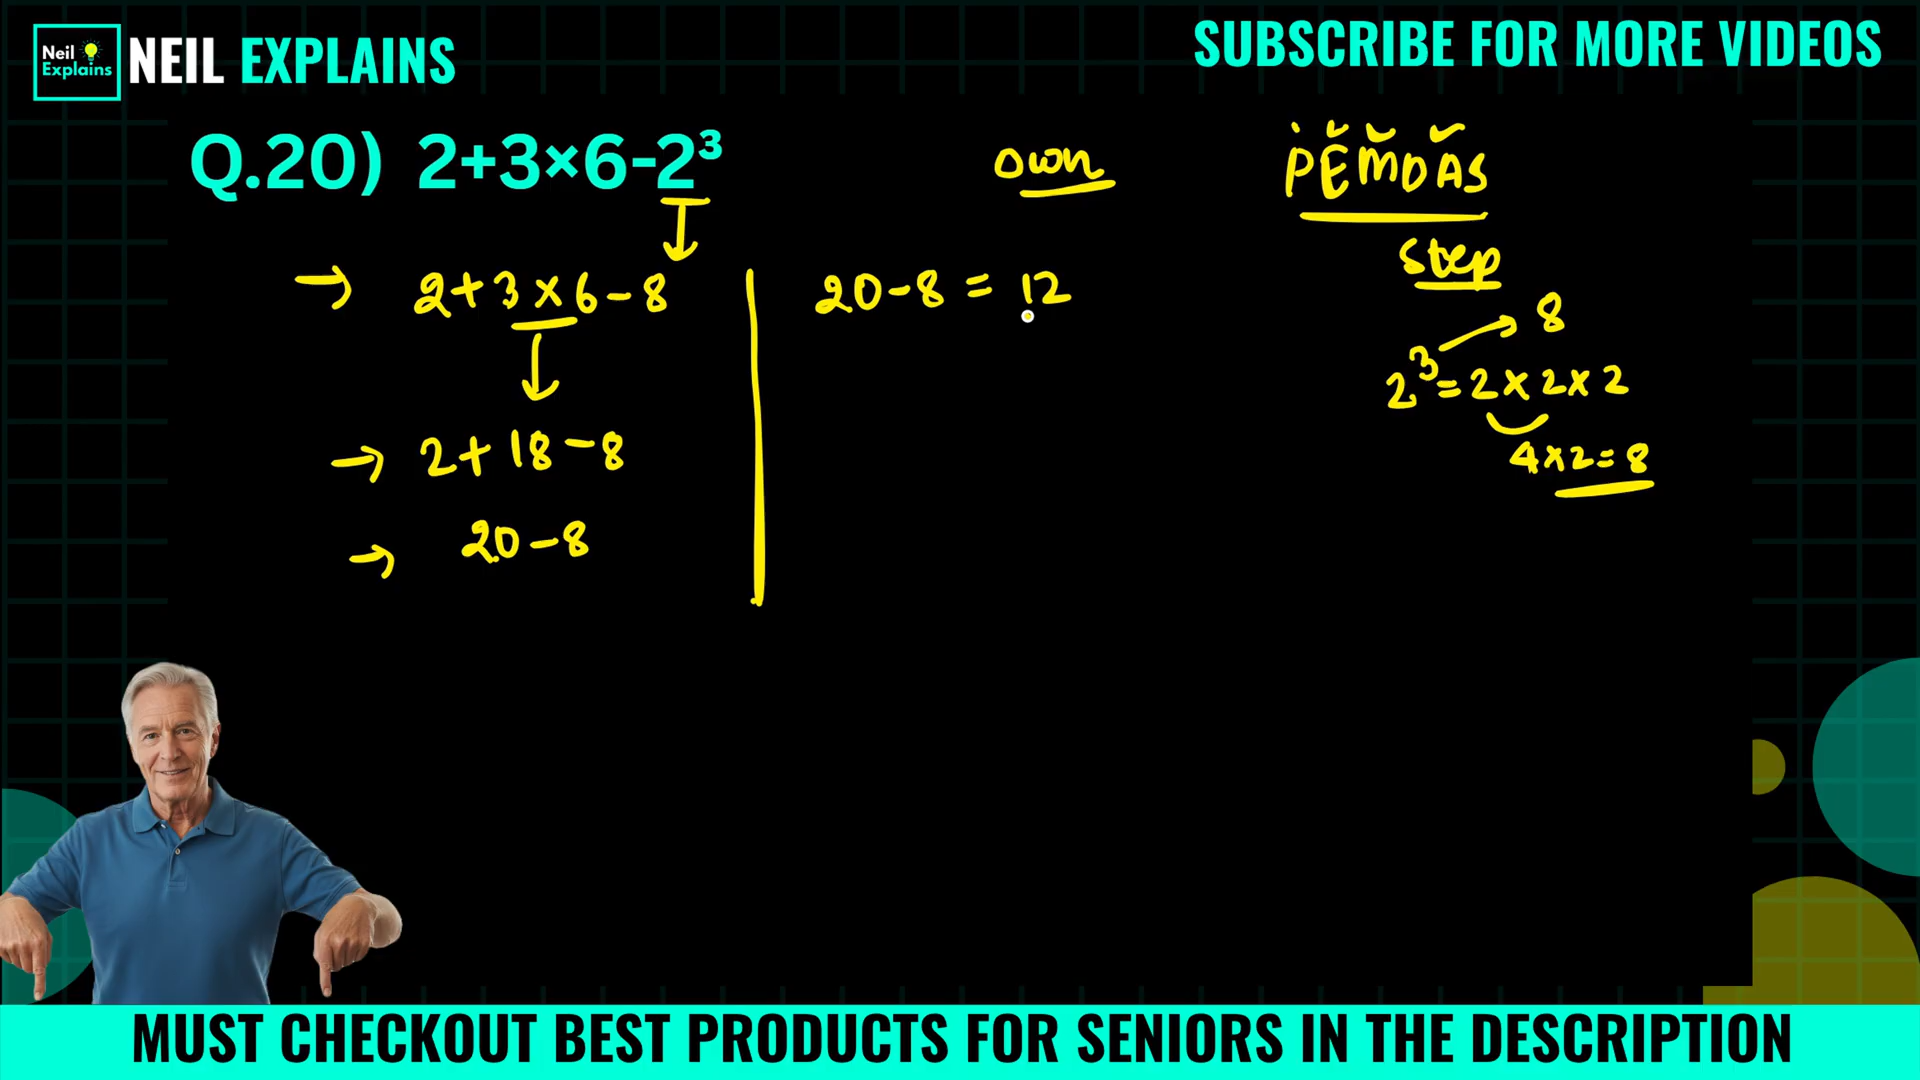 Neil
Explains
NEIL EXPLAINS
SUBSCRIBE FOR MORE VIDEOS
Q.20) 2+3×6-2³
own
PEMDAS
step
→ 2+3×6-8
20-8 = 12
8
2³=2×2×2
4×2=8
→ 2+18-8
→ 20-8
MUST CHECKOUT BEST PRODUCTS FOR SENIORS IN THE DESCRIPTION